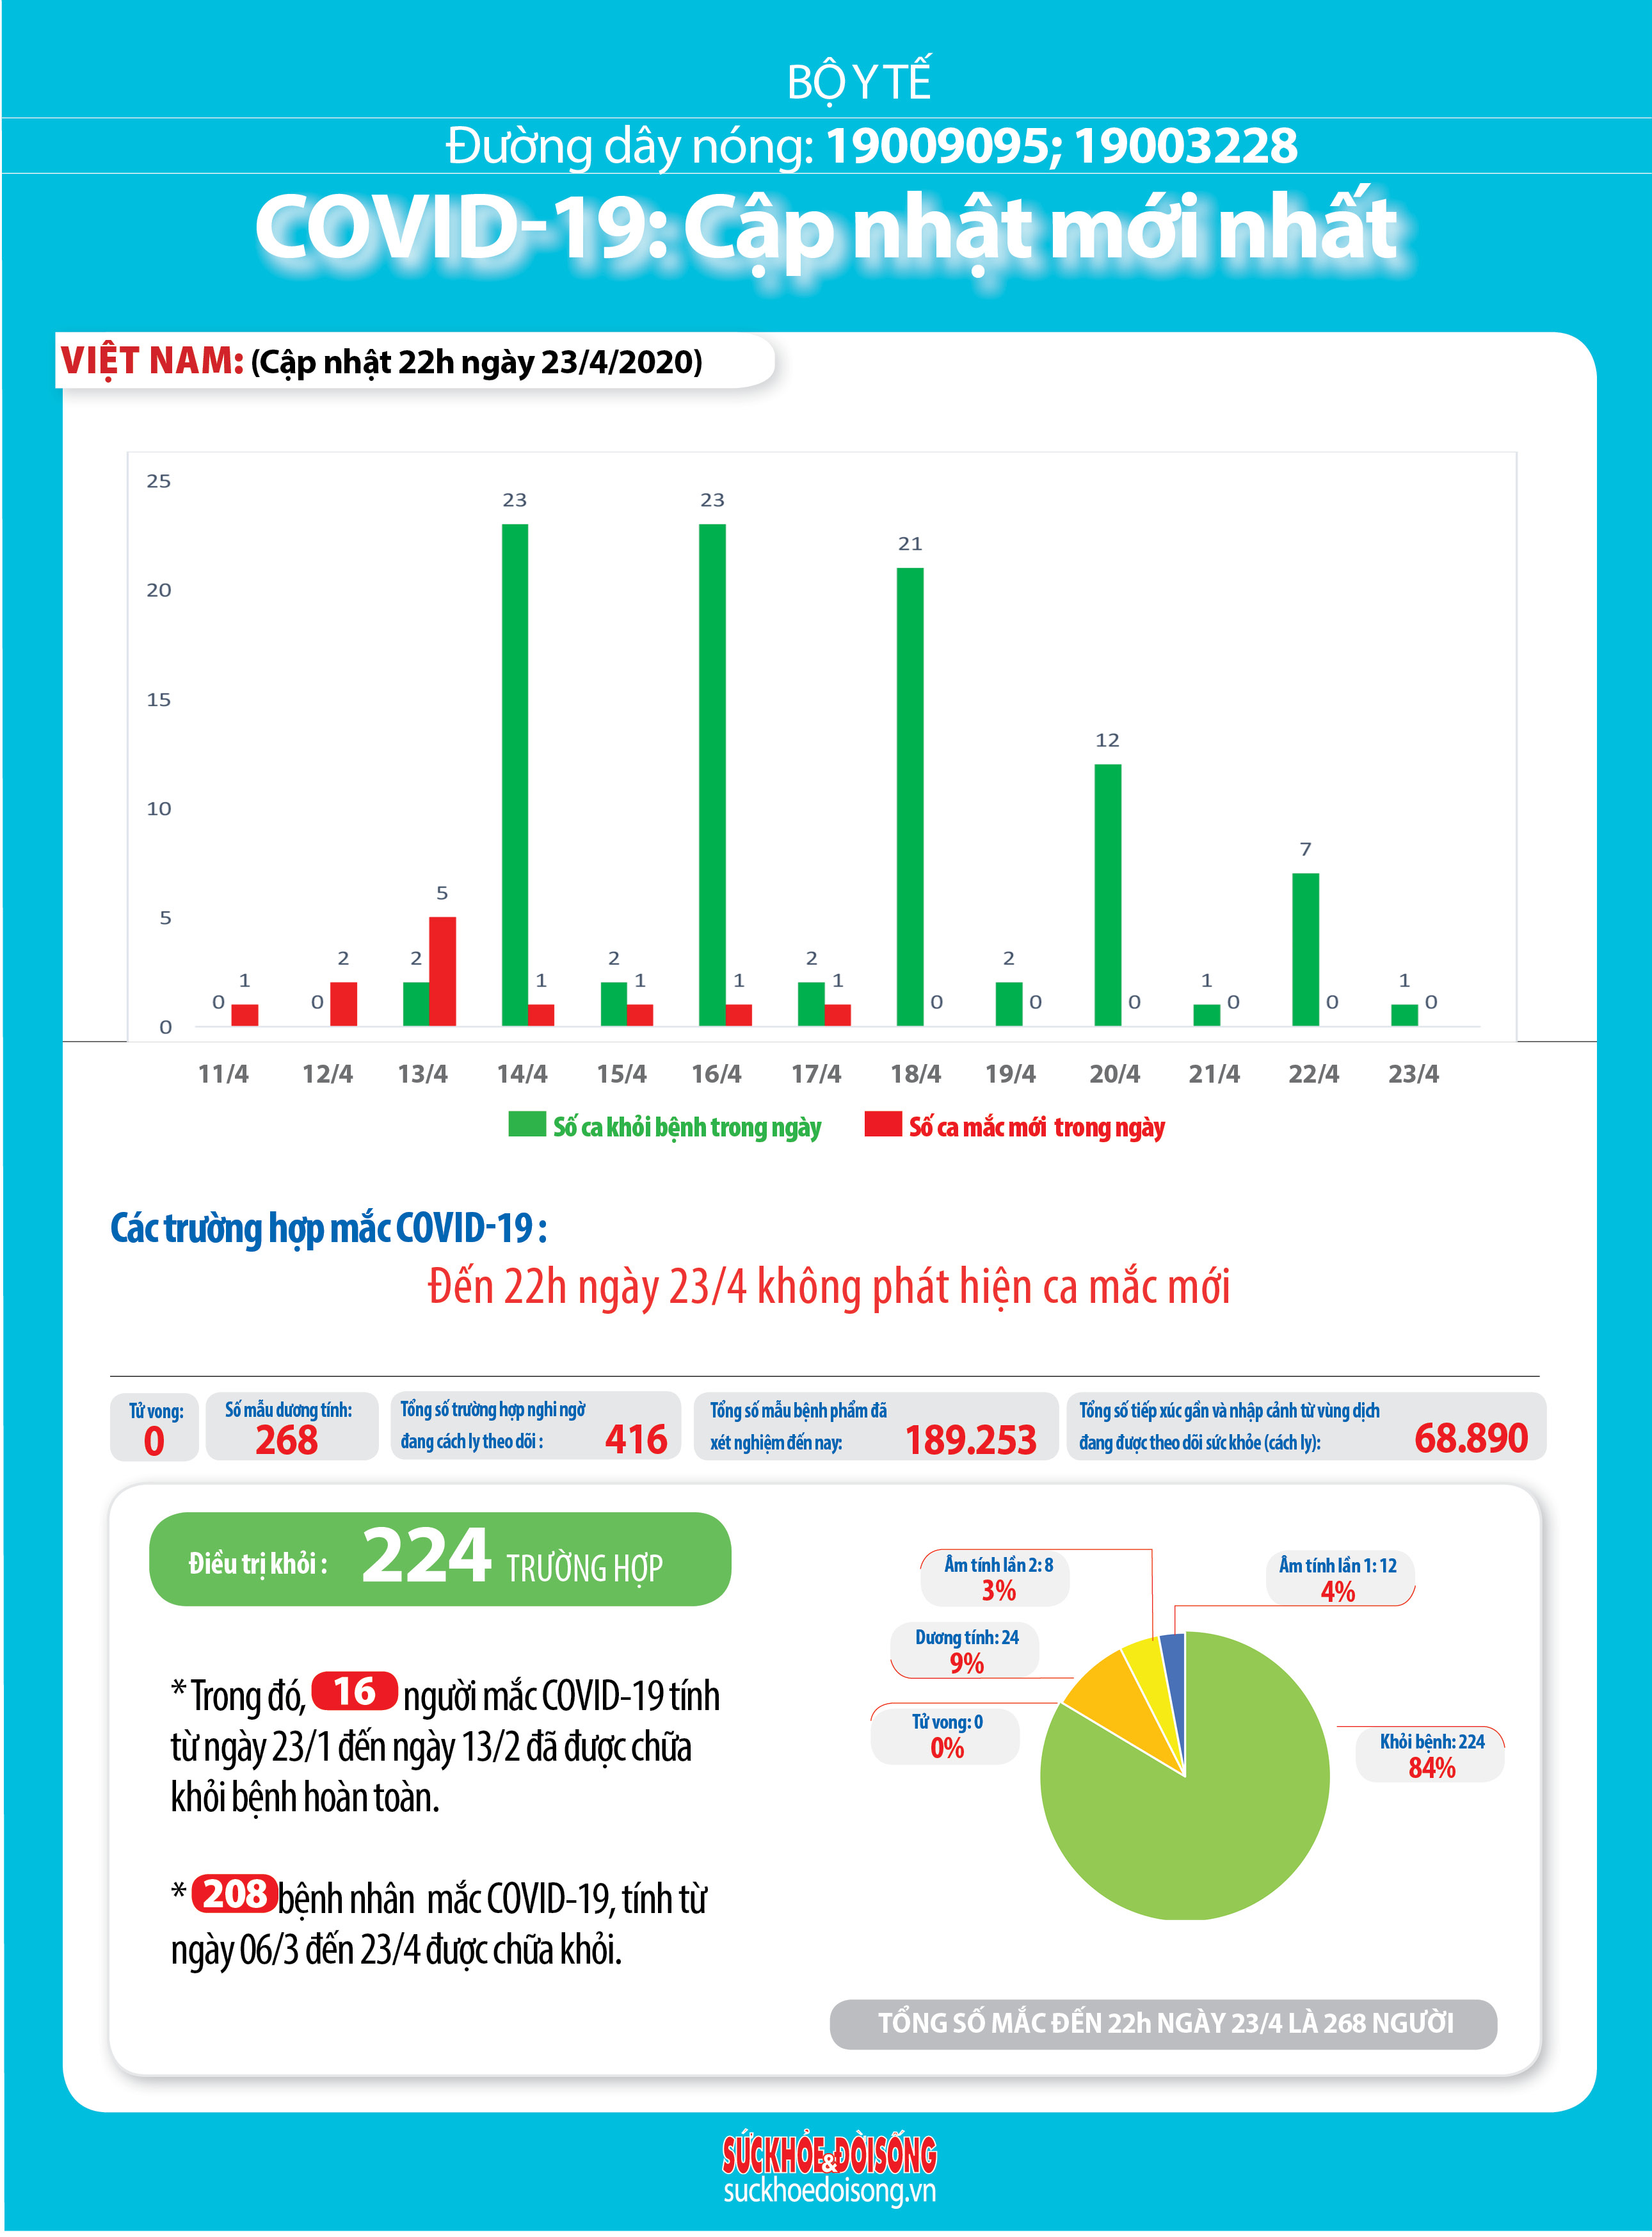 BỘ Y TẾ
Đường dây nóng: 19009095; 19003228
COVID-19: Cập nhật mới nhất
VIỆT NAM: (Cập nhật 22h ngày 23/4/2020)
25
20
15
10
5
0
0 1
0 2
2 5
23 1
2 1
23 1
2 1
21 0
2 0
12 0
1 0
7 0
1 0
11/4 12/4 13/4 14/4 15/4 16/4 17/4 18/4 19/4 20/4 21/4 22/4 23/4
Số ca khỏi bệnh trong ngày Số ca mắc mới trong ngày
Các trường hợp mắc COVID-19 :
Đến 22h ngày 23/4 không phát hiện ca mắc mới
Tử vong:
0
Số mẫu dương tính:
268
Tổng số trường hợp nghi ngờ
đang cách ly theo dõi : 416
Tổng số mẫu bệnh phẩm đã
xét nghiệm đến nay: 189.253
Tổng số tiếp xúc gần và nhập cảnh từ vùng dịch
đang được theo dõi sức khỏe (cách ly): 68.890
Điều trị khỏi : 224 TRƯỜNG HỢP
* Trong đó, 16 người mắc COVID-19 tính
từ ngày 23/1 đến ngày 13/2 đã được chữa
khỏi bệnh hoàn toàn.
* 208 bệnh nhân mắc COVID-19, tính từ
ngày 06/3 đến 23/4 được chữa khỏi.
Âm tính lần 2: 8
3%
Âm tính lần 1: 12
4%
Dương tính: 24
9%
Tử vong: 0
0%
Khỏi bệnh: 224
84%
TỔNG SỐ MẮC ĐẾN 22h NGÀY 23/4 LÀ 268 NGƯỜI
SỨC KHỎE & ĐỜI SỐNG
suckhoedoisong.vn